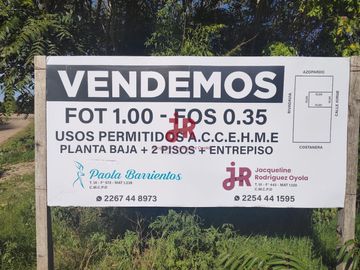 VENDEMOS
FOT 1.00 - FOS 0.35
USOS PERMITIDOS A.C.C.E.H.M.E
PLANTA BAJA + 2 PISOS + ENTREPISO
Paola Barrientos
C.M.C.P.D
2267 44 8973
JR
Jacqueline
Rodriguez Oyola
C.M.C.P.D
2254 44 1595
AZOPARDO
RIVADAVIA
CALLE
COSTANERA